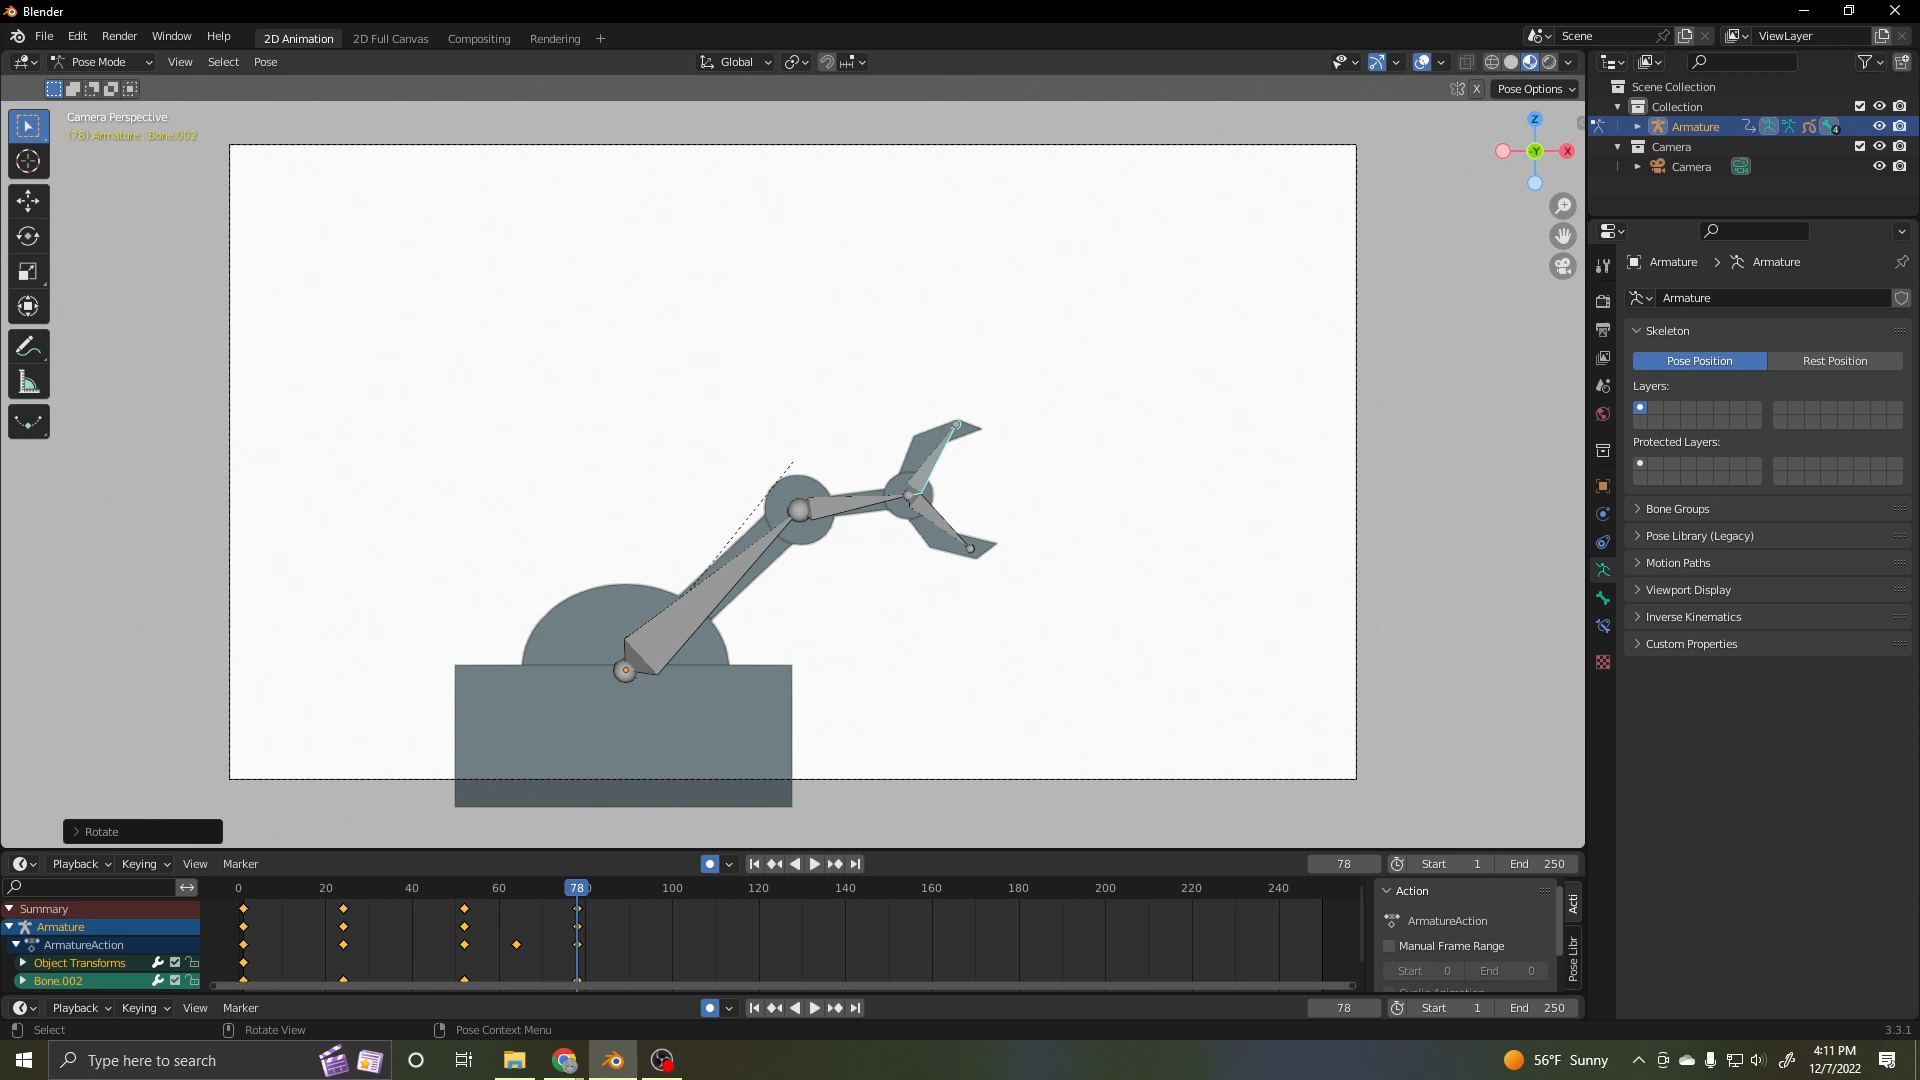 Blender
File Edit Render Window Help 2D Animation 2D Full Canvas Compositing Rendering + Scene ViewLayer
Pose Mode View Select Pose Global
X Pose Options
Camera Perspective
(78) Armature : Bone.002
Z
-Y X
Scene Collection
Collection
Armature 4
Camera
Camera
Armature > Armature
Armature
Skeleton
Pose Position Rest Position
Layers:
Protected Layers:
Bone Groups
Pose Library (Legacy)
Motion Paths
Viewport Display
Inverse Kinematics
Custom Properties
Rotate
Playback Keying View Marker 78 Start 1 End 250
0 20 40 60 78 100 120 140 160 180 200 220 240
Summary
Armature
ArmatureAction
Object Transforms
Bone.002
Action
ArmatureAction
Manual Frame Range
Start 0 End 0
Acti
Pose Libr
Playback Keying View Marker 78 Start 1 End 250
Select Rotate View Pose Context Menu 3.3.1
Type here to search 56°F Sunny 4:11 PM
12/7/2022